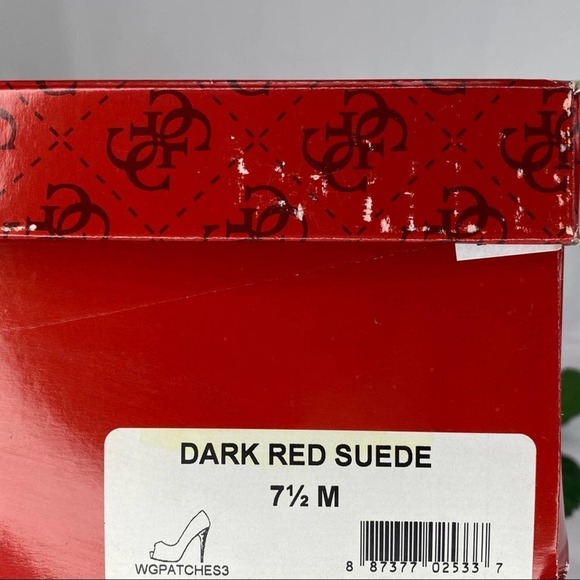 DARK RED SUEDE
7½ M
WGPATCHES3
8 87377 02533 7